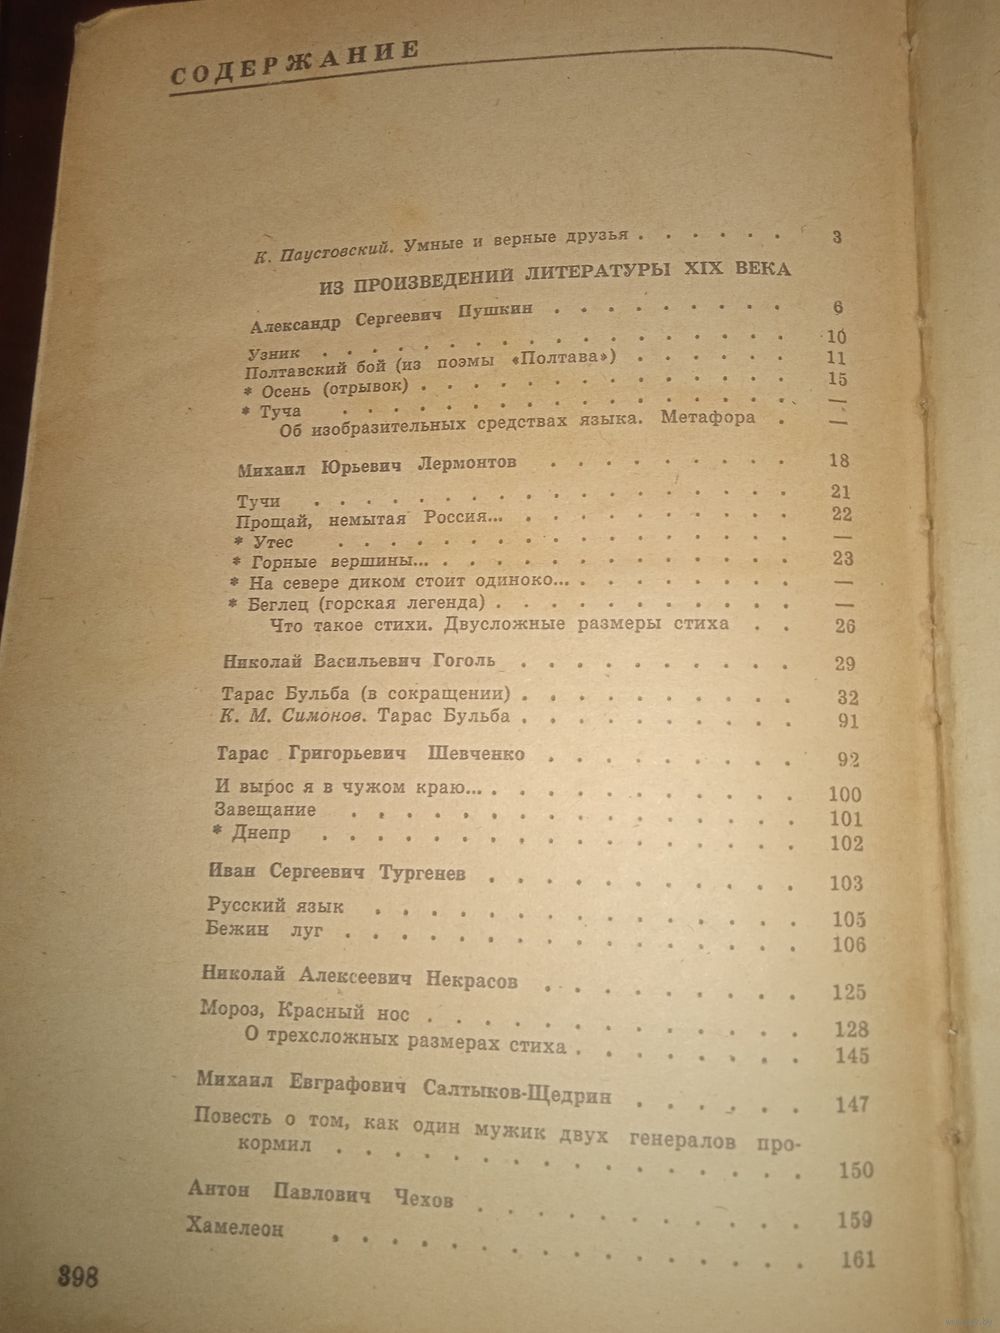 СОДЕРЖАНИЕ
К. Паустовский. Умные и верные друзья . . . . . . 3
ИЗ ПРОИЗВЕДЕНИЙ ЛИТЕРАТУРЫ XIX ВЕКА
Александр Сергеевич Пушкин . . . . . . . . . 6
Узник . . . . . . . . . . . . . . . . . 10
Полтавский бой (из поэмы «Полтава») . . . . . . 11
* Осень (отрывок) . . . . . . . . . . . . . 15
* Туча . . . . . . . . . . . . . . . . —
Об изобразительных средствах языка. Метафора . —
Михаил Юрьевич Лермонтов . . . . . . . . . 18
Тучи . . . . . . . . . . . . . . . . . 21
Прощай, немытая Россия... . . . . . . . . . . 22
* Утес . . . . . . . . . . . . . . . . —
* Горные вершины... . . . . . . . . . . . . 23
* На севере диком стоит одиноко... . . . . . . . . —
* Беглец (горская легенда) . . . . . . . . . . . —
Что такое стихи. Двусложные размеры стиха . . 26
Николай Васильевич Гоголь . . . . . . . . . . 29
Тарас Бульба (в сокращении) . . . . . . . . . . 32
К. М. Симонов. Тарас Бульба . . . . . . . . . . 91
Тарас Григорьевич Шевченко . . . . . . . . . 92
И вырос я в чужом краю... . . . . . . . . . . . 100
Завещание . . . . . . . . . . . . . . . . 101
* Днепр . . . . . . . . . . . . . . . . . 102
Иван Сергеевич Тургенев . . . . . . . . . . . 103
Русский язык . . . . . . . . . . . . . . . 105
Бежин луг . . . . . . . . . . . . . . . . 106
Николай Алексеевич Некрасов . . . . . . . . . 125
Мороз, Красный нос . . . . . . . . . . . . . 128
О трехсложных размерах стиха . . . . . . . . 145
Михаил Евграфович Салтыков-Щедрин . . . . . . 147
Повесть о том, как один мужик двух генералов про-
кормил . . . . . . . . . . . . . . . . 150
Антон Павлович Чехов . . . . . . . . . . . 159
Хамелеон . . . . . . . . . . . . . . . . 161
398